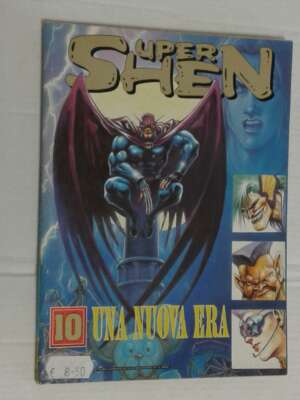 SUPER
SHEN
10 UNA NUOVA ERA
€ 8-50